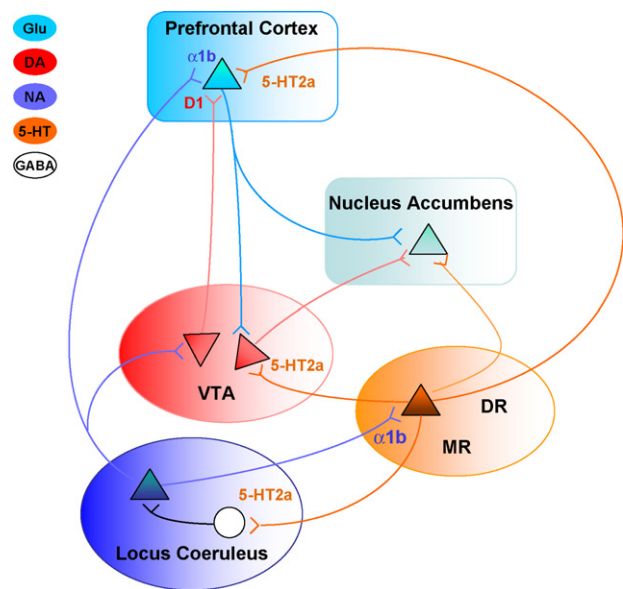 Glu
DA
NA
5-HT
GABA
Prefrontal Cortex
α1b
5-HT2a
D1
Nucleus Accumbens
VTA
5-HT2a
DR
MR
α1b
5-HT2a
Locus Coeruleus